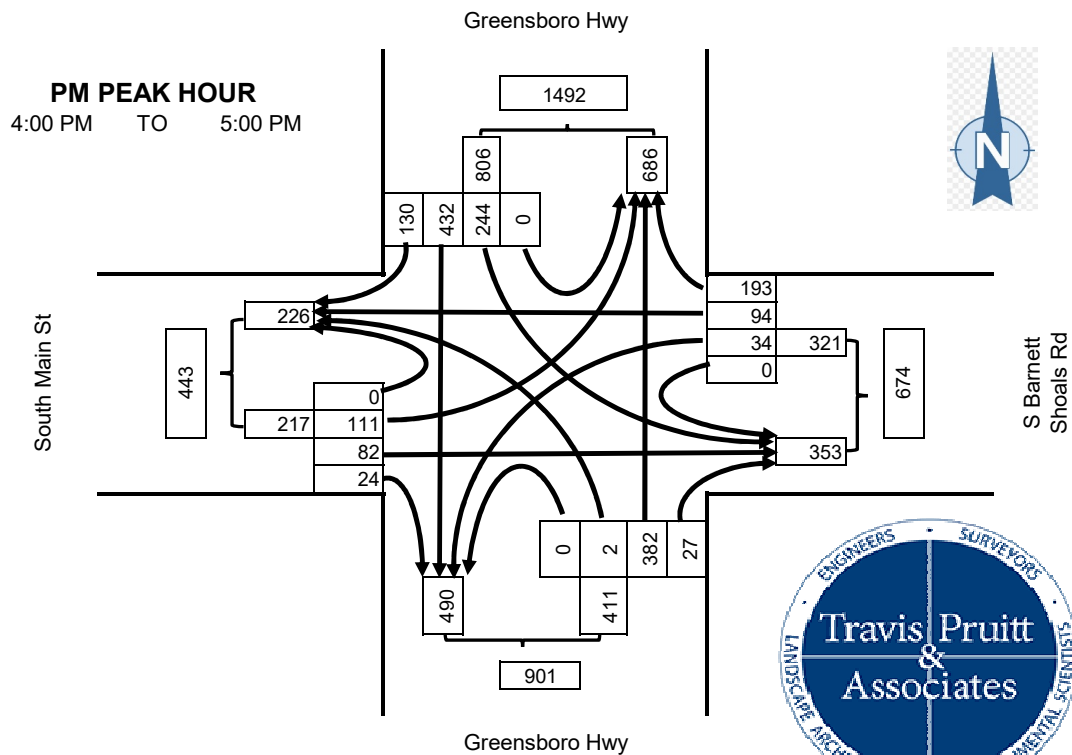 Greensboro Hwy
PM PEAK HOUR
4:00 PM TO 5:00 PM
1492
N
806
686
130 432 244 0
193
226
94
34 321
0
South Main St
443
674
S Barnett
Shoals Rd
0
217 111
82
353
24
0 2 382 27
490
411
901
Greensboro Hwy
ENGINEERS · SURVEYORS ·
Travis Pruitt
&
Associates